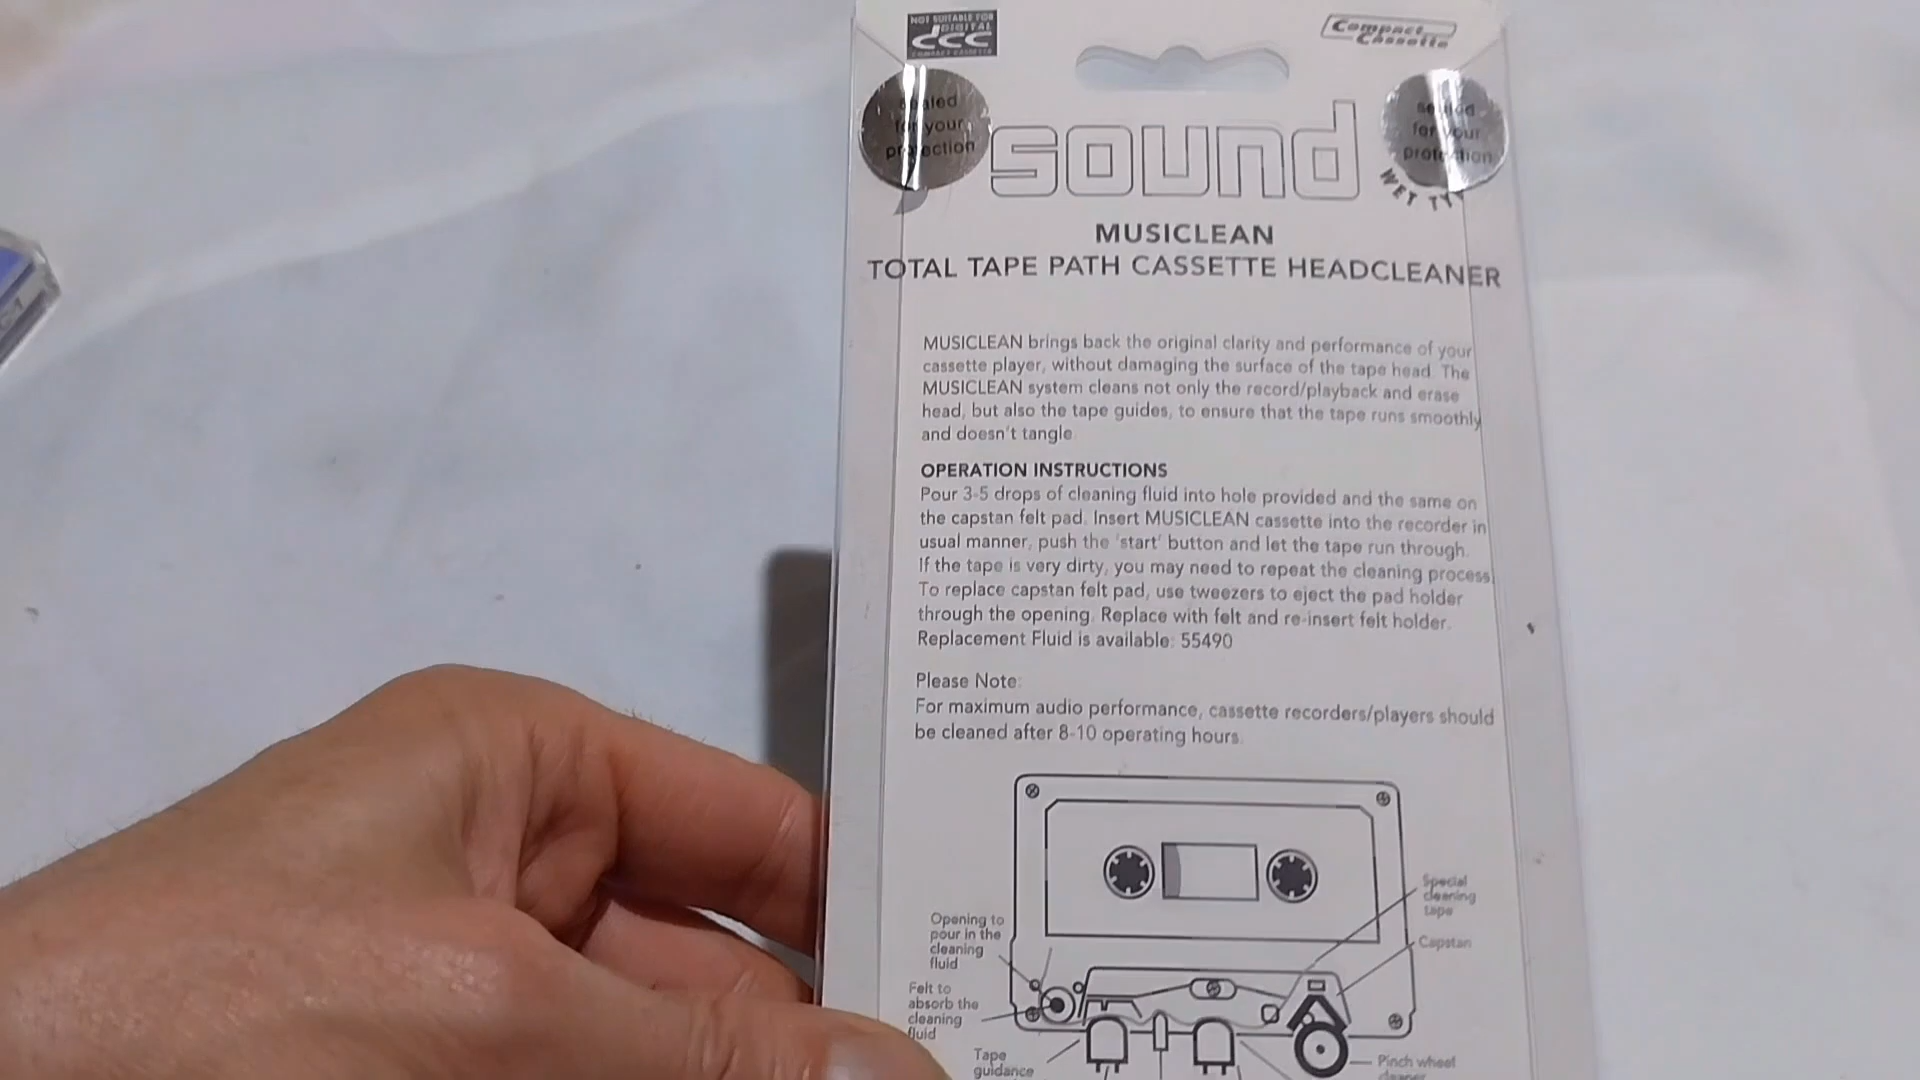 NOT SUITABLE FOR
DIGITAL
dcc
COMPACT CASSETTE
Compact
Cassette
sealed
for your
protection
sealed
for your
protection
sound
WET TY
MUSICLEAN
TOTAL TAPE PATH CASSETTE HEADCLEANER
MUSICLEAN brings back the original clarity and performance of your
cassette player, without damaging the surface of the tape head. The
MUSICLEAN system cleans not only the record/playback and erase
head, but also the tape guides, to ensure that the tape runs smoothly
and doesn't tangle.
OPERATION INSTRUCTIONS
Pour 3-5 drops of cleaning fluid into hole provided and the same on
the capstan felt pad. Insert MUSICLEAN cassette into the recorder in
usual manner, push the 'start' button and let the tape run through.
If the tape is very dirty, you may need to repeat the cleaning process.
To replace capstan felt pad, use tweezers to eject the pad holder
through the opening. Replace with felt and re-insert felt holder.
Replacement Fluid is available: 55490
Please Note:
For maximum audio performance, cassette recorders/players should
be cleaned after 8-10 operating hours.
Special
cleaning
tape
Capstan
Opening to
pour in the
cleaning
fluid
Felt to
absorb the
cleaning
fluid
Tape
guidance
Pinch wheel
cleaner